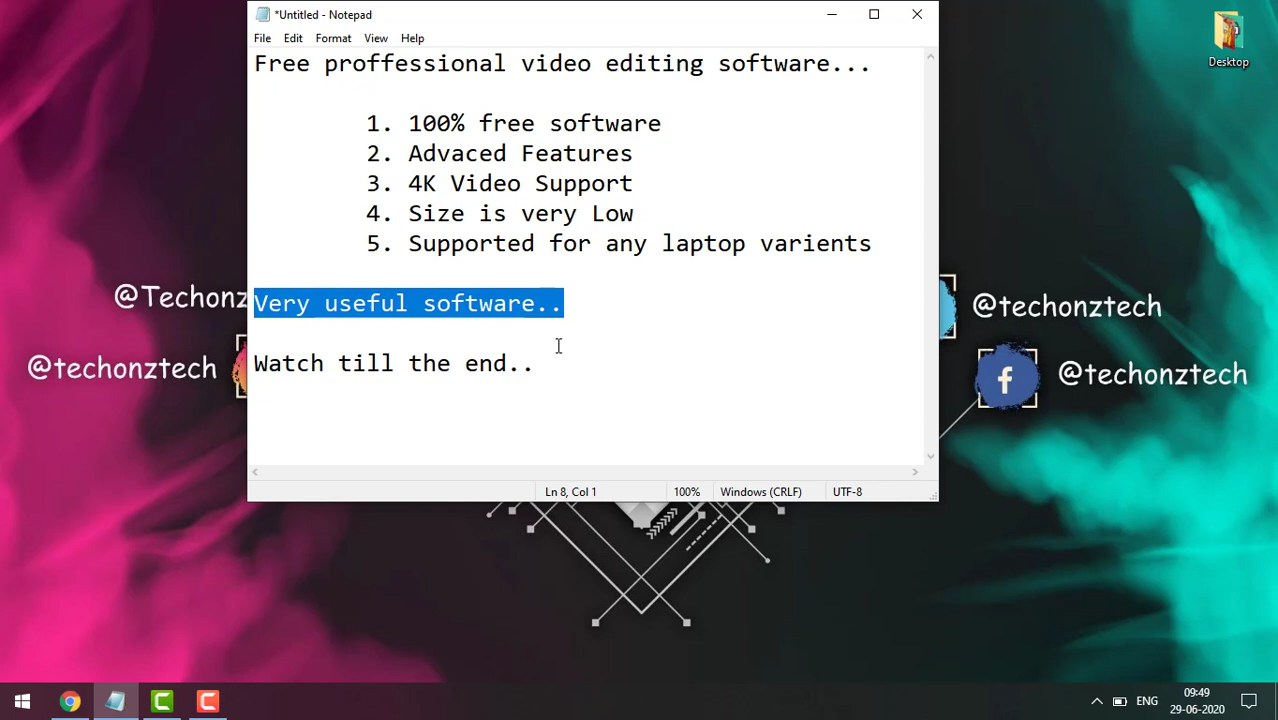 *Untitled - Notepad
File Edit Format View Help
Free proffessional video editing software...
1. 100% free software
2. Advaced Features
3. 4K Video Support
4. Size is very Low
5. Supported for any laptop varients
Very useful software..
Watch till the end..
Ln 8, Col 1 100% Windows (CRLF) UTF-8
Desktop
@Techonz
@techonztech
@techonztech
@techonztech
ENG
09:49
29-06-2020